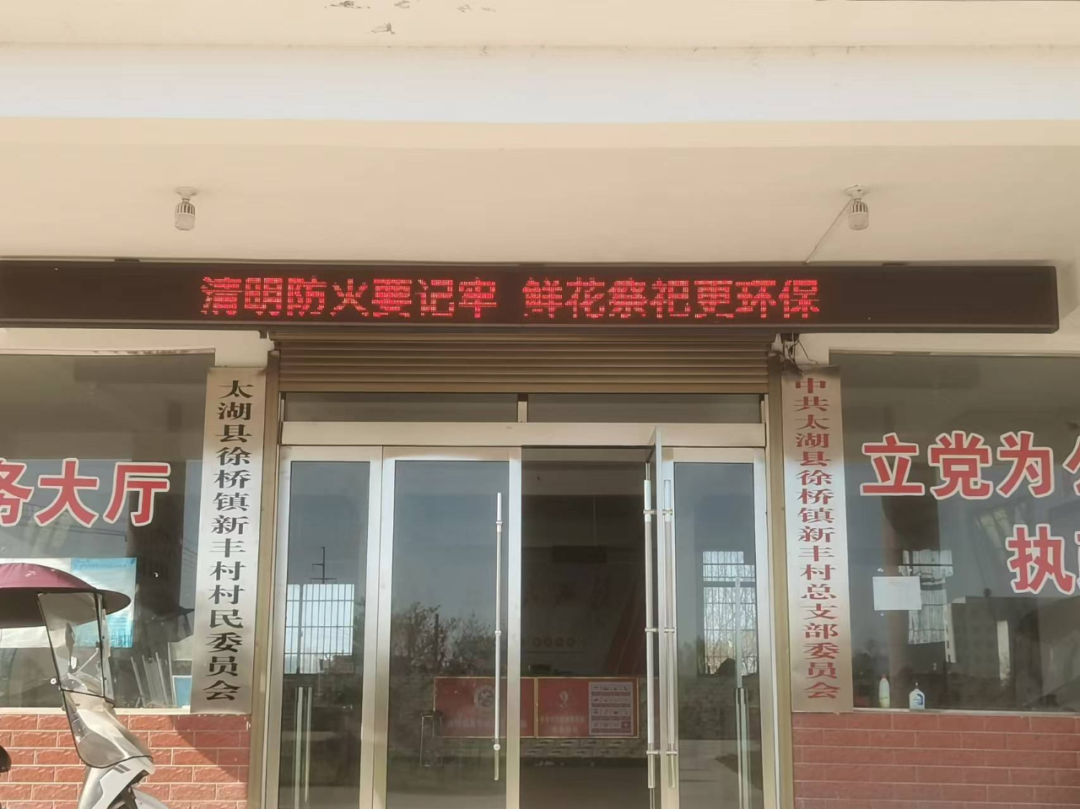 清明防火要记牢 鲜花祭祀更环保
太湖县徐桥镇新丰村村民委员会
中共太湖县徐桥镇新丰村总支部委员会
务大厅
立党为公
执